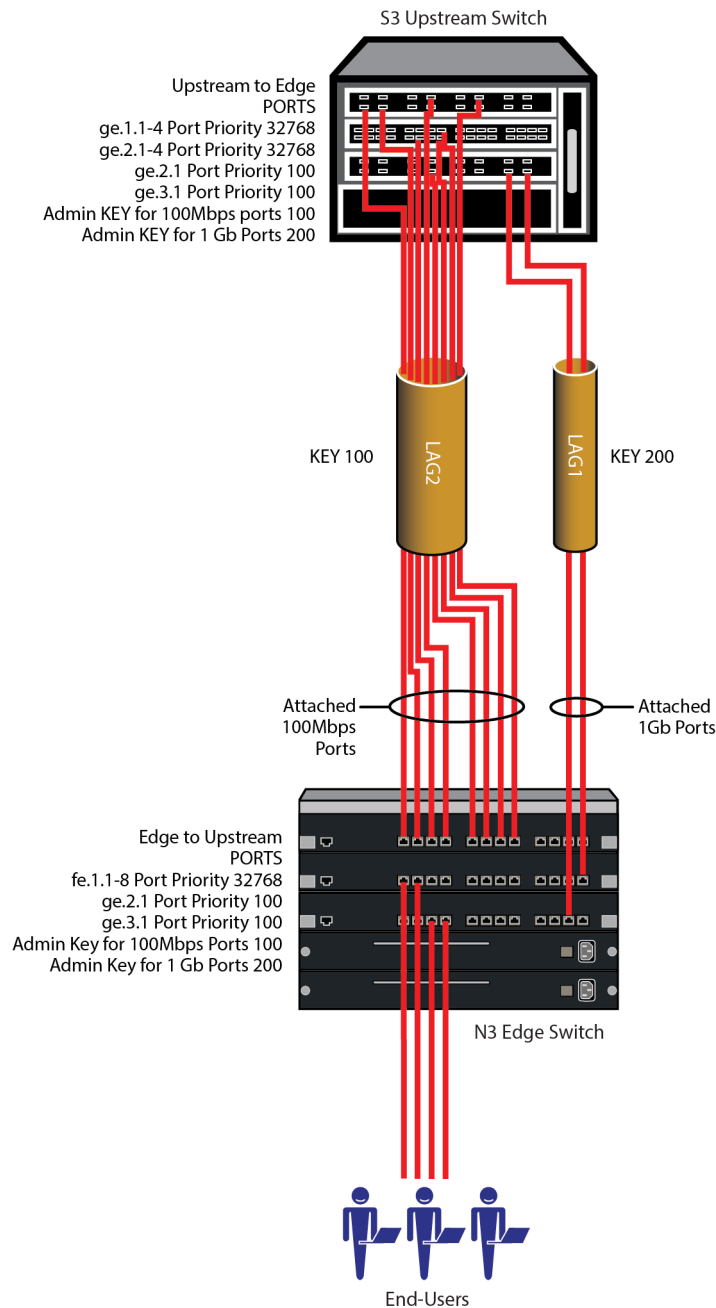 S3 Upstream Switch
Upstream to Edge
PORTS
ge.1.1-4 Port Priority 32768
ge.2.1-4 Port Priority 32768
ge.2.1 Port Priority 100
ge.3.1 Port Priority 100
Admin KEY for 100Mbps ports 100
Admin KEY for 1 Gb Ports 200
KEY 100
LAG2
LAG1
KEY 200
Attached
100Mbps
Ports
Attached
1Gb Ports
Edge to Upstream
PORTS
fe.1.1-8 Port Priority 32768
ge.2.1 Port Priority 100
ge.3.1 Port Priority 100
Admin Key for 100Mbps Ports 100
Admin Key for 1 Gb Ports 200
N3 Edge Switch
End-Users